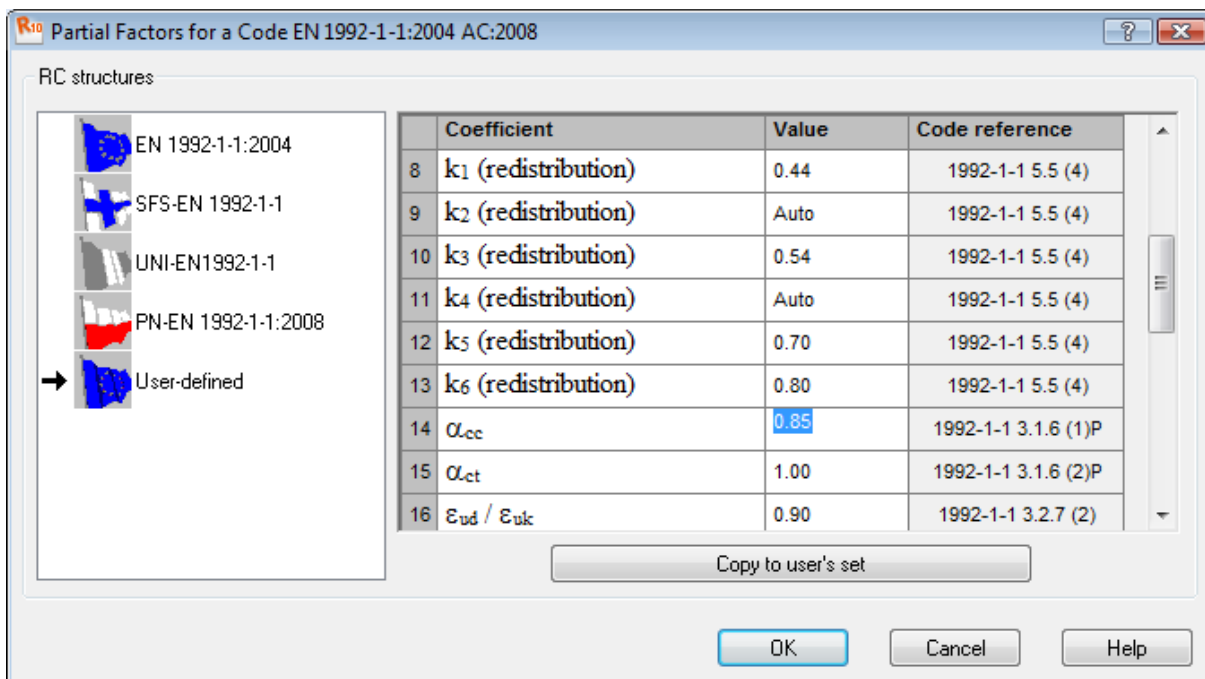 R10 Partial Factors for a Code EN 1992-1-1:2004 AC:2008
RC structures
EN 1992-1-1:2004
SFS-EN 1992-1-1
UNI-EN1992-1-1
PN-EN 1992-1-1:2008
User-defined
Coefficient Value Code reference
8 k1 (redistribution) 0.44 1992-1-1 5.5 (4)
9 k2 (redistribution) Auto 1992-1-1 5.5 (4)
10 k3 (redistribution) 0.54 1992-1-1 5.5 (4)
11 k4 (redistribution) Auto 1992-1-1 5.5 (4)
12 k5 (redistribution) 0.70 1992-1-1 5.5 (4)
13 k6 (redistribution) 0.80 1992-1-1 5.5 (4)
14 αcc 0.85 1992-1-1 3.1.6 (1)P
15 αct 1.00 1992-1-1 3.1.6 (2)P
16 εud / εuk 0.90 1992-1-1 3.2.7 (2)
Copy to user's set
OK Cancel Help